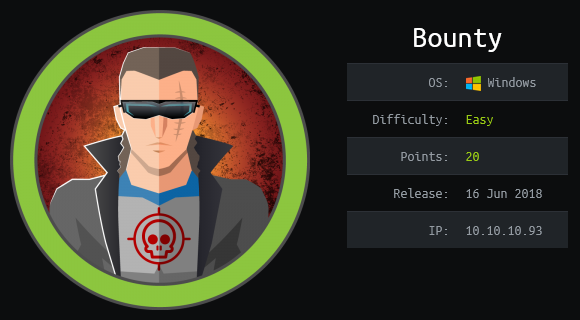 Bounty
OS: Windows
Difficulty: Easy
Points: 20
Release: 16 Jun 2018
IP: 10.10.10.93